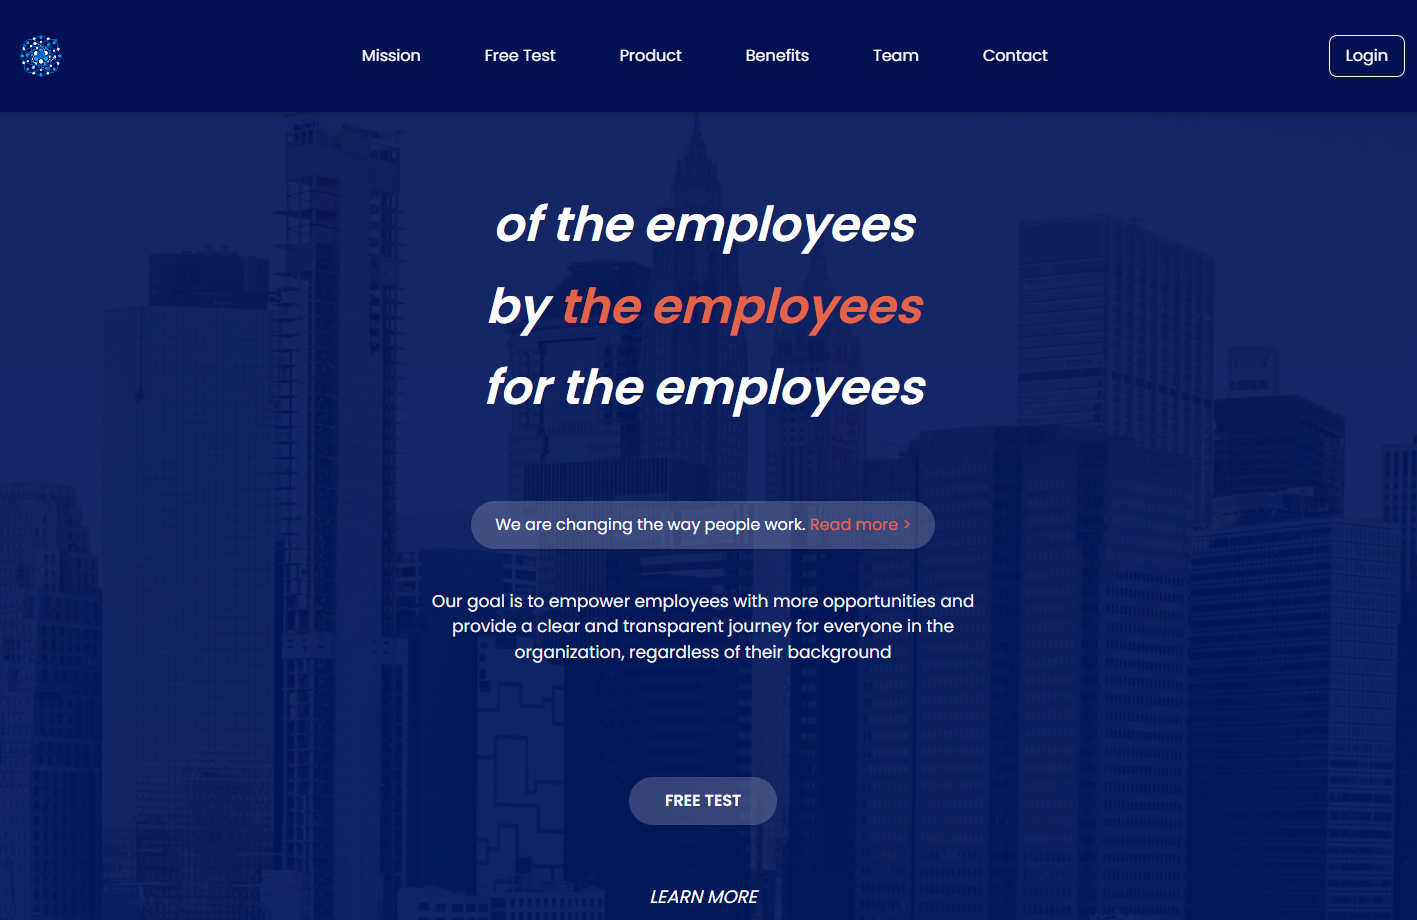 Mission Free Test Product Benefits Team Contact Login
of the employees
by the employees
for the employees
We are changing the way people work. Read more >
Our goal is to empower employees with more opportunities and
provide a clear and transparent journey for everyone in the
organization, regardless of their background
FREE TEST
LEARN MORE